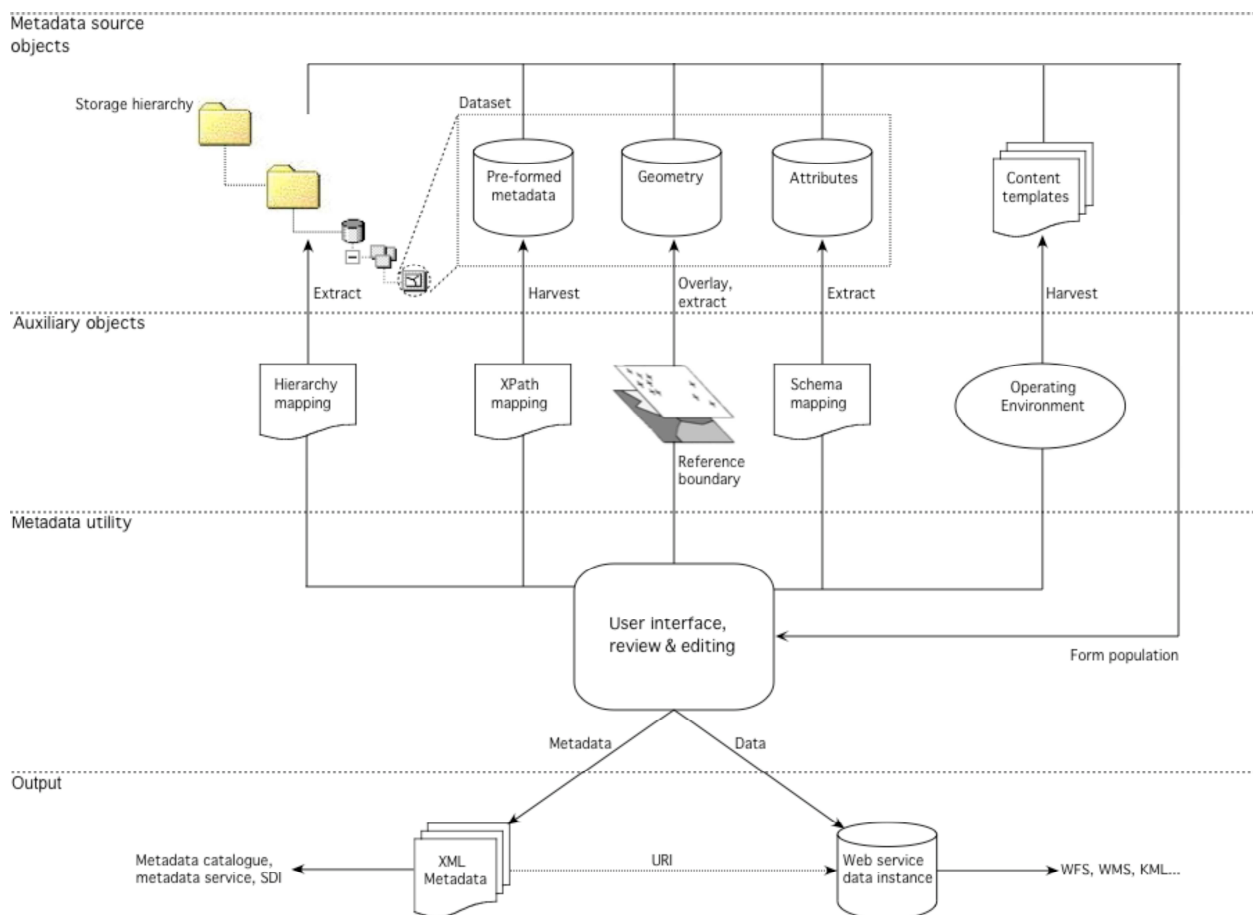 Metadata source
objects
Storage hierarchy
Dataset
Pre-formed
metadata
Geometry
Attributes
Content
templates
Extract
Harvest
Overlay,
extract
Extract
Harvest
Auxiliary objects
Hierarchy
mapping
XPath
mapping
Schema
mapping
Operating
Environment
Reference
boundary
Metadata utility
User interface,
review & editing
Form population
Metadata
Data
Output
Metadata catalogue,
metadata service, SDI
XML
Metadata
URI
Web service
data instance
WFS, WMS, KML...